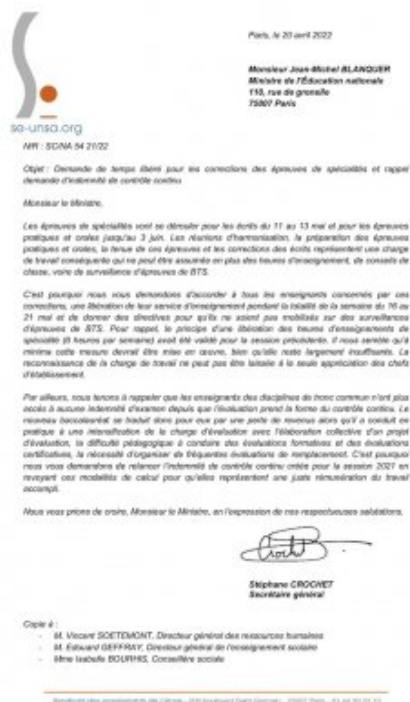 Paris, le 20 avril 2022
Monsieur Jean-Michel BLANQUER
Ministre de l'Éducation nationale
110, rue de grenelle
75007 Paris
se-unsa.org
N/R : SC/NA 54 21/22
Objet : Demande de temps libéré pour les corrections des épreuves de spécialités et rappel
demande d'indemnité de contrôle continu
Monsieur le Ministre,
Les épreuves de spécialités vont se dérouler pour les écrits du 11 au 13 mai et pour les épreuves
pratiques et orales jusqu'au 3 juin. Les réunions d'harmonisation, la préparation des épreuves
pratiques et orales, la tenue de ces épreuves et les corrections des écrits représentent une charge
de travail conséquente qui ne peut être assumée en plus des heures d'enseignement, de conseils de
classe, voire de surveillance d'épreuves de BTS.
C'est pourquoi nous vous demandons d'accorder à tous les enseignants concernés par ces
corrections, une libération de leur service d'enseignement pendant la totalité de la semaine du 16 au
21 mai et de donner des directives pour qu'ils ne soient pas mobilisés sur des surveillances
d'épreuves de BTS. Pour rappel, le principe d'une libération des heures d'enseignements de
spécialité (6 heures par semaine) avait été validé pour la session précédente. Il nous semble qu'à
minima cette mesure devrait être mise en œuvre, bien qu'elle reste largement insuffisante. La
reconnaissance de la charge de travail ne peut pas être laissée à la seule appréciation des chefs
d'établissement.
Par ailleurs, nous tenons à rappeler que les enseignants des disciplines de tronc commun n'ont plus
accès à aucune indemnité d'examen depuis que l'évaluation prend la forme du contrôle continu. Le
nouveau baccalauréat se traduit donc pour eux par une perte de revenus alors qu'il a conduit en
pratique à une intensification de la charge d'évaluation avec l'élaboration collective d'un projet
d'évaluation, la difficulté pédagogique à conduire des évaluations formatives et des évaluations
certificatives, la nécessité d'organiser de fréquentes évaluations de remplacement. C'est pourquoi
nous vous demandons de relancer l'indemnité de contrôle continu créée pour la session 2021 en
revoyant ces modalités de calcul pour qu'elles représentent une juste rémunération du travail
accompli.
Nous vous prions de croire, Monsieur le Ministre, en l'expression de nos respectueuses salutations.
Stéphane CROCHET
Secrétaire général
Copie à :
- M. Vincent SOETEMONT, Directeur général des ressources humaines
- M. Edouard GEFFRAY, Directeur général de l'enseignement scolaire
- Mme Isabelle BOURHIS, Conseillère sociale